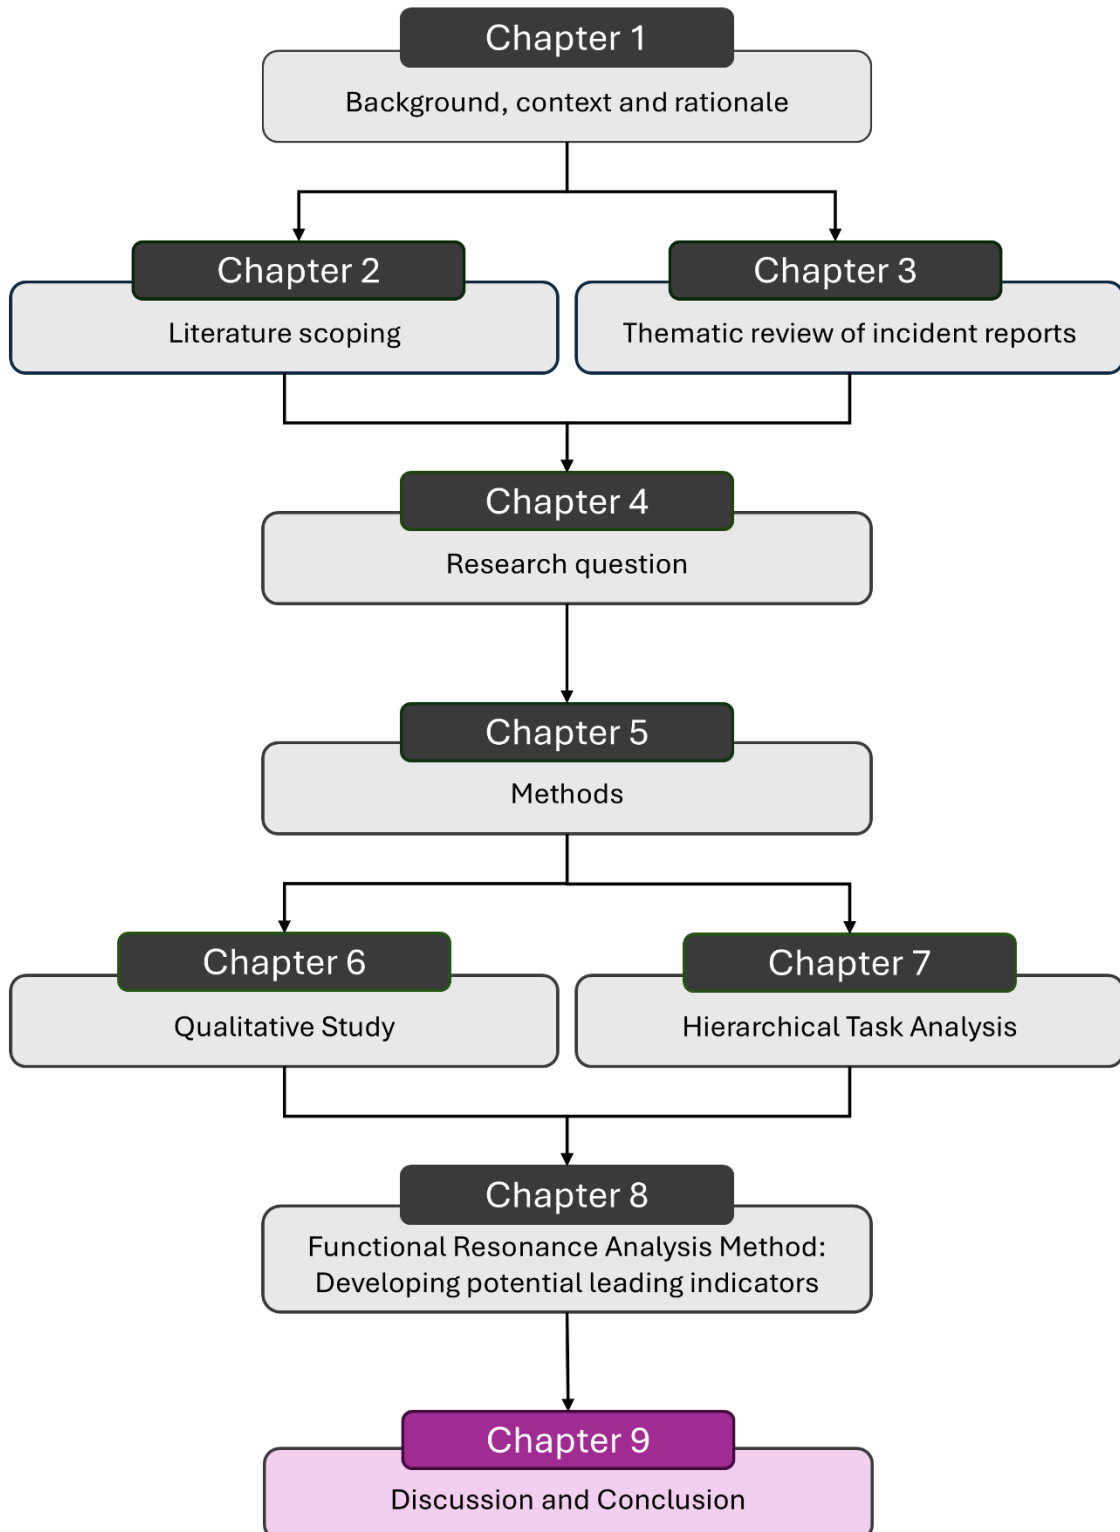 Chapter 1
Background, context and rationale
Chapter 2
Literature scoping
Chapter 3
Thematic review of incident reports
Chapter 4
Research question
Chapter 5
Methods
Chapter 6
Qualitative Study
Chapter 7
Hierarchical Task Analysis
Chapter 8
Functional Resonance Analysis Method:
Developing potential leading indicators
Chapter 9
Discussion and Conclusion